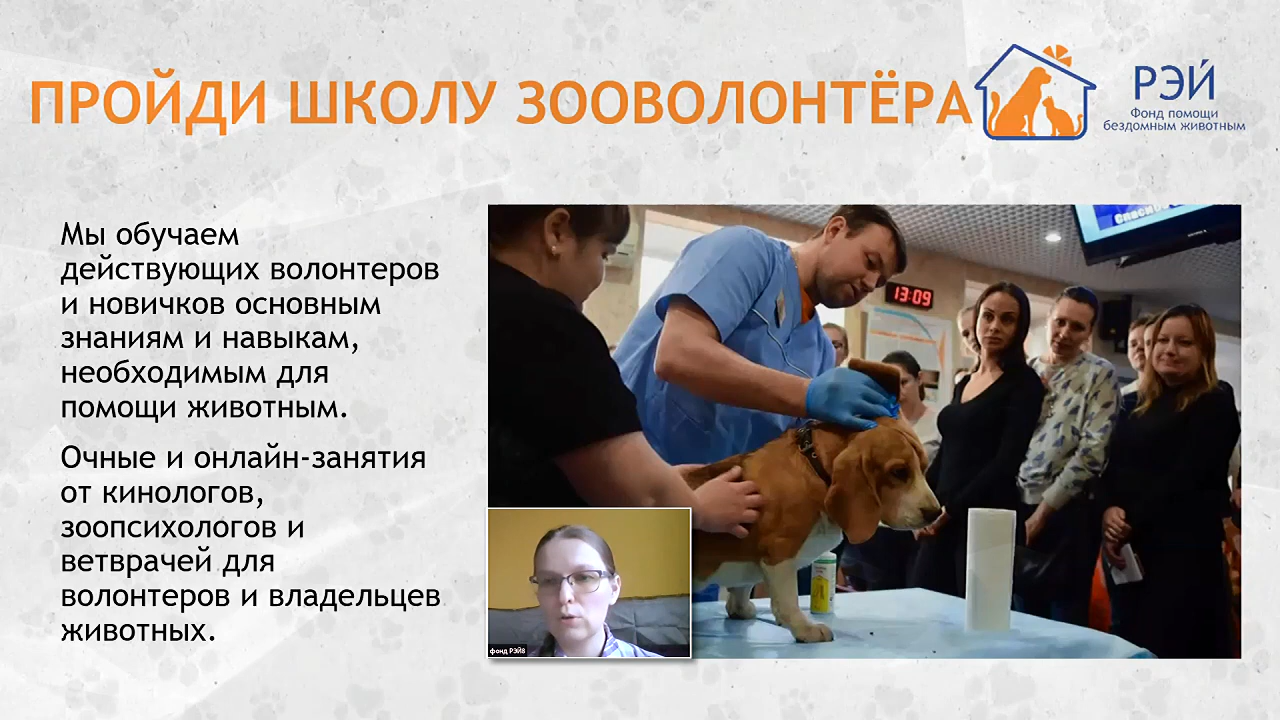 ПРОЙДИ ШКОЛУ ЗООВОЛОНТЁРА
РЭЙ
Фонд помощи
бездомным животным
Мы обучаем
действующих волонтеров
и новичков основным
знаниям и навыкам,
необходимым для
помощи животным.
Очные и онлайн-занятия
от кинологов,
зоопсихологов и
ветврачей для
волонтеров и владельцев
животных.
13:09
фонд РЭЙ8